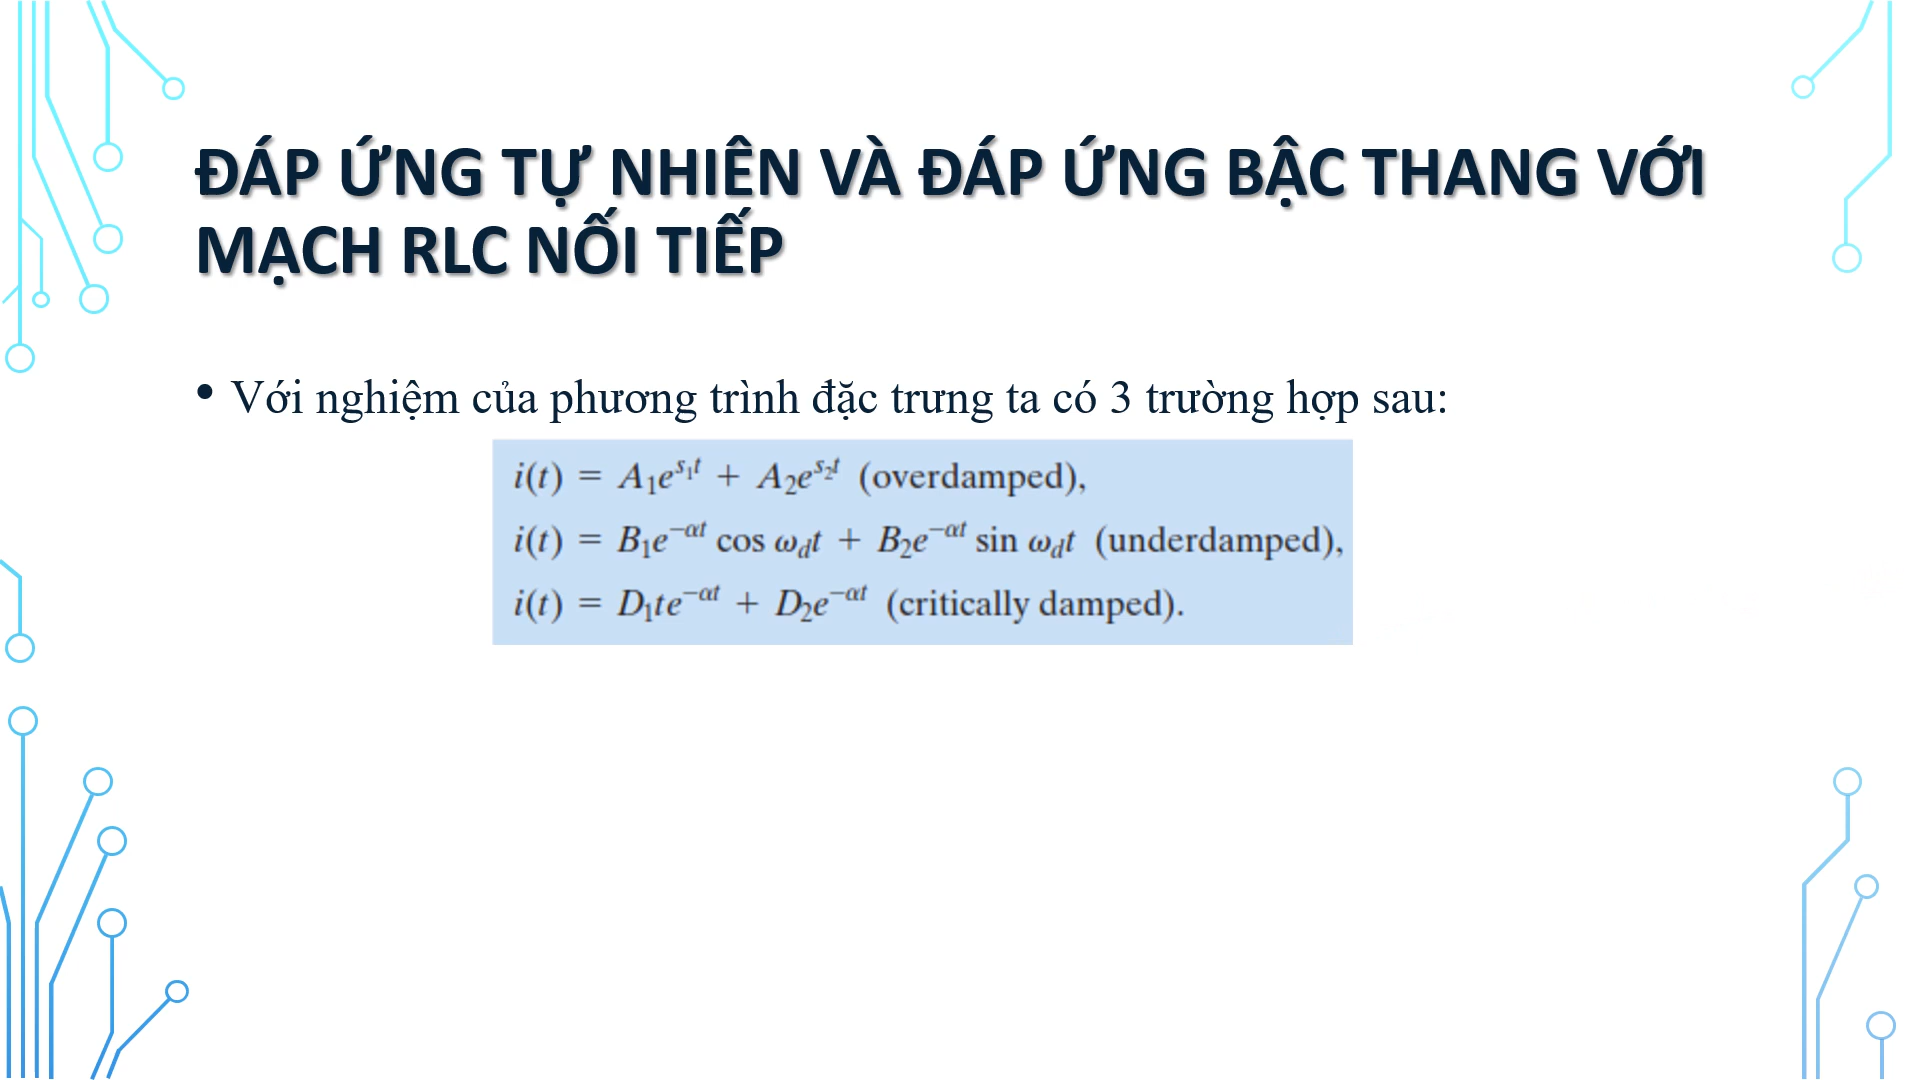 ĐÁP ỨNG TỰ NHIÊN VÀ ĐÁP ỨNG BẬC THANG VỚI
MẠCH RLC NỐI TIẾP
• Với nghiệm của phương trình đặc trưng ta có 3 trường hợp sau:
i(t) = A₁e^{s₁t} + A₂e^{s₂t} (overdamped),
i(t) = B₁e^{−αt} cos ω_d t + B₂e^{−αt} sin ω_d t (underdamped),
i(t) = D₁te^{−αt} + D₂e^{−αt} (critically damped).